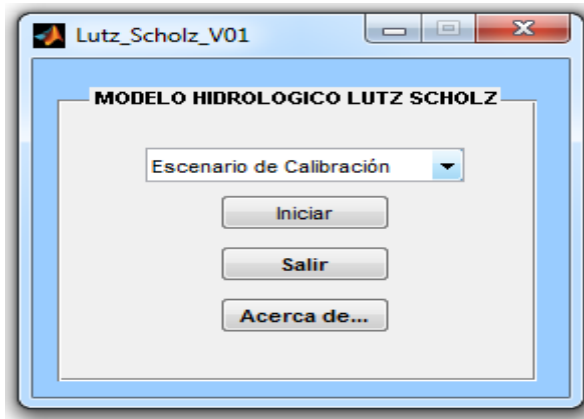 Lutz_Scholz_V01
MODELO HIDROLOGICO LUTZ SCHOLZ
Escenario de Calibración
Iniciar
Salir
Acerca de...